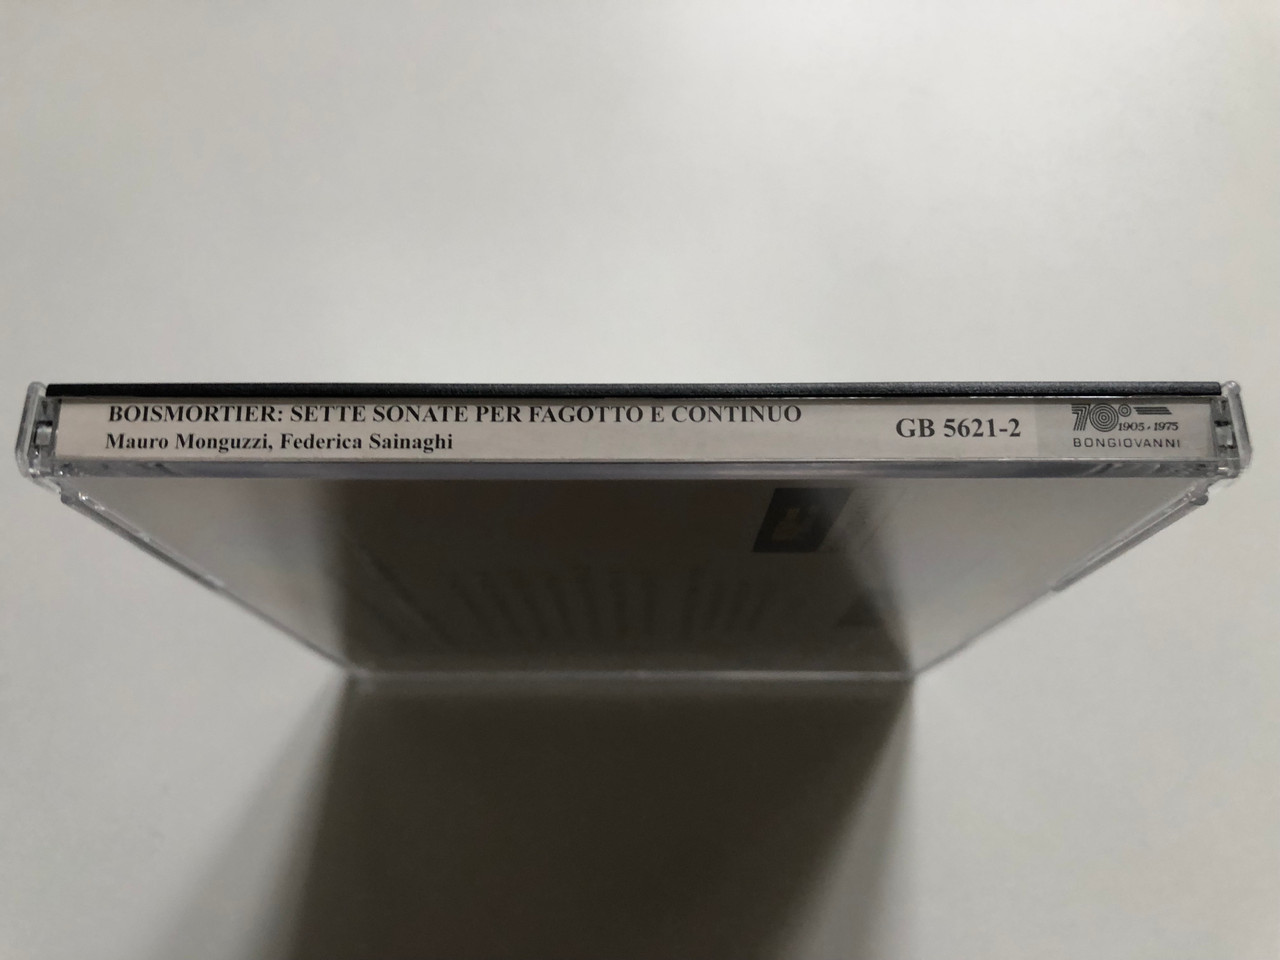 BOISMORTIER: SETTE SONATE PER FAGOTTO E CONTINUO
Mauro Monguzzi, Federica Sainaghi
GB 5621-2
70°
1905 - 1975
BONGIOVANNI